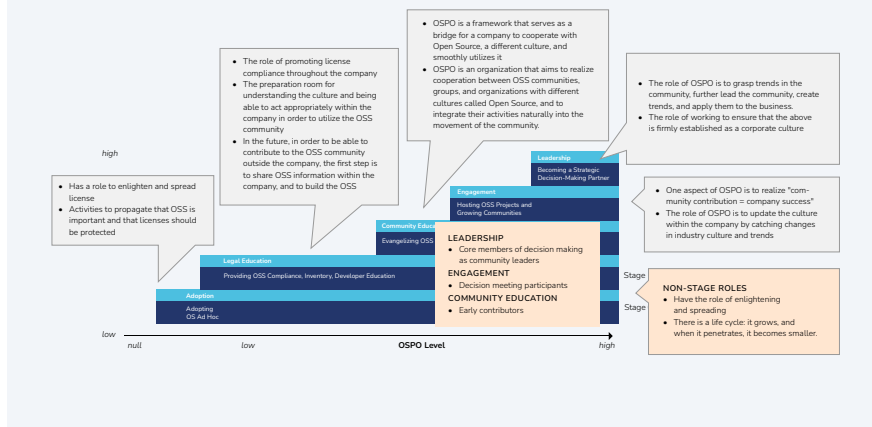 OSPO is a framework that serves as a
bridge for a company to cooperate with
Open Source, a different culture, and
smoothly utilizes it
OSPO is an organization that aims to realize
cooperation between OSS communities,
groups, and organizations with different
cultures called Open Source, and to
integrate their activities naturally into the
movement of the community.
The role of promoting license
compliance throughout the company
The preparation room for
understanding the culture and being
able to act appropriately within the
company in order to utilize the OSS
community
In the future, in order to be able to
contribute to the OSS community
outside the company, the first step is
to share OSS information within the
company, and to build the OSS
The role of OSPO is to grasp trends in the
community, further lead the community, create
trends, and apply them to the business.
The role of working to ensure that the above
is firmly established as a corporate culture
high
Has a role to enlighten and spread
license
Activities to propagate that OSS is
important and that licenses should
be protected
Leadership
Becoming a Strategic
Decision-Making Partner
Engagement
Hosting OSS Projects and
Growing Communities
One aspect of OSPO is to realize "com-
munity contribution = company success"
The role of OSPO is to update the culture
within the company by catching changes
in industry culture and trends
Community Educa
Evangelizing OSS
Legal Education
Providing OSS Compliance, Inventory, Developer Education
Adoption
Adopting
OS Ad Hoc
LEADERSHIP
Core members of decision making
as community leaders
ENGAGEMENT
Decision meeting participants
COMMUNITY EDUCATION
Early contributors
Stage
Stage
NON-STAGE ROLES
Have the role of enlightening
and spreading
There is a life cycle: it grows, and
when it penetrates, it becomes smaller.
low
null
low
OSPO Level
high